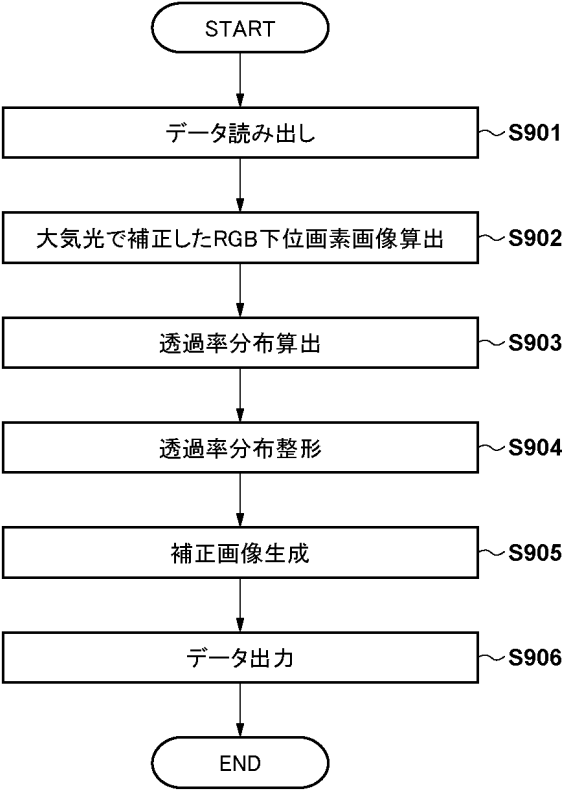 START
データ読み出し
S901
大気光で補正したRGB下位画素画像算出
S902
透過率分布算出
S903
透過率分布整形
S904
補正画像生成
S905
データ出力
S906
END